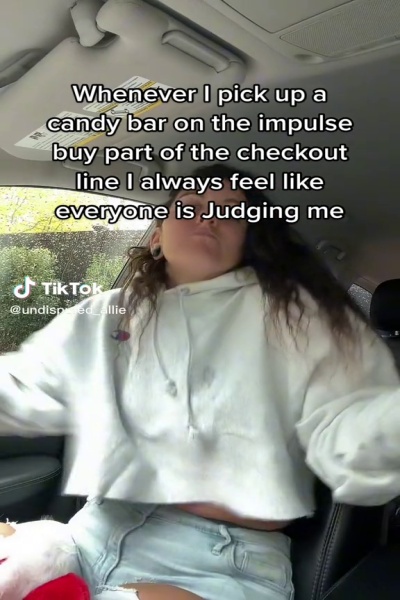 Whenever I pick up a
candy bar on the impulse
buy part of the checkout
line I always feel like
everyone is Judging me
TikTok